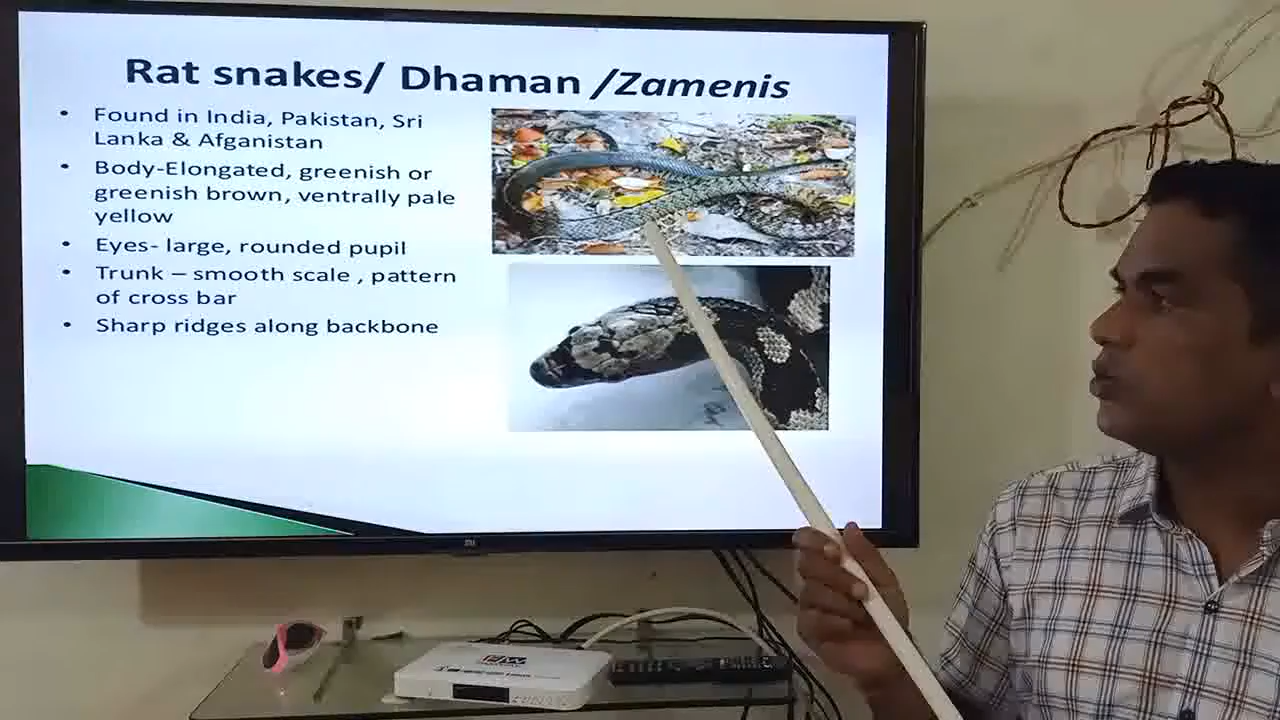 Rat snakes/ Dhaman /Zamenis
• Found in India, Pakistan, Sri
Lanka & Afganistan
• Body-Elongated, greenish or
greenish brown, ventrally pale
yellow
• Eyes- large, rounded pupil
• Trunk – smooth scale , pattern
of cross bar
• Sharp ridges along backbone
mi